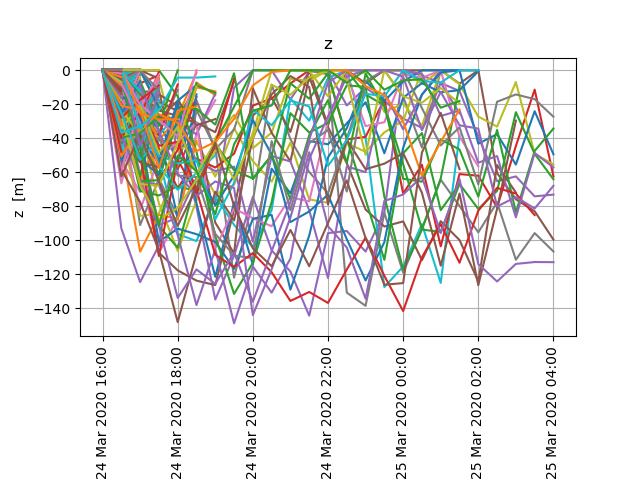 z
z [m]
0
−20
−40
−60
−80
−100
−120
−140
24 Mar 2020 16:00
24 Mar 2020 18:00
24 Mar 2020 20:00
24 Mar 2020 22:00
25 Mar 2020 00:00
25 Mar 2020 02:00
25 Mar 2020 04:00